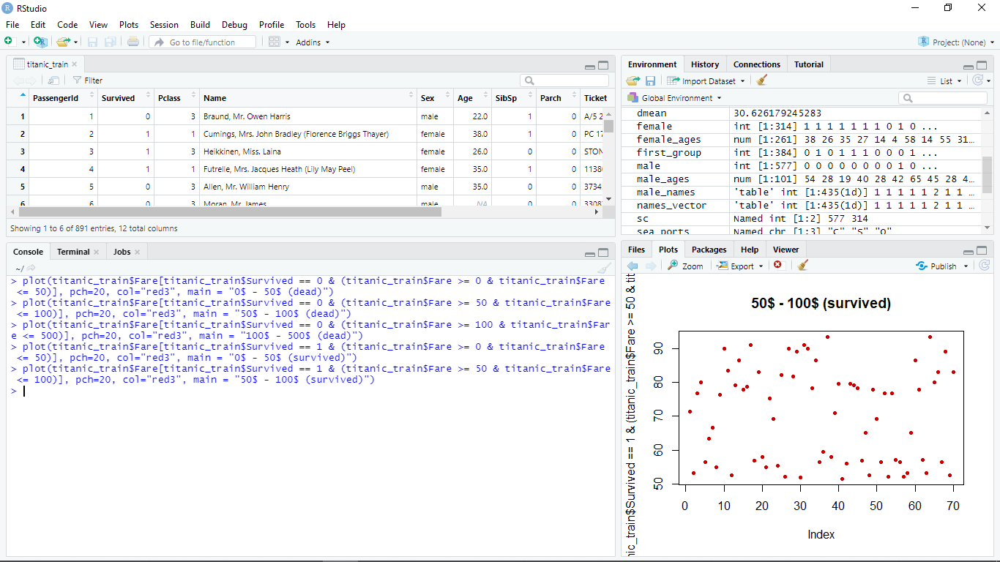 RStudio
File Edit Code View Plots Session Build Debug Profile Tools Help
Go to file/function Addins Project: (None)
titanic_train
Filter
PassengerId Survived Pclass Name Sex Age SibSp Parch Ticket
1 1 0 3 Braund, Mr. Owen Harris male 22.0 1 0 A/5 2
2 2 1 1 Cumings, Mrs. John Bradley (Florence Briggs Thayer) female 38.0 1 0 PC 17
3 3 1 3 Heikkinen, Miss. Laina female 26.0 0 0 STON
4 4 1 1 Futrelle, Mrs. Jacques Heath (Lily May Peel) female 35.0 1 0 1138
5 5 0 3 Allen, Mr. William Henry male 35.0 0 0 3734
6 6 0 3 Moran, Mr. James male NA 0 0 3308
Showing 1 to 6 of 891 entries, 12 total columns
Console Terminal Jobs
~/
> plot(titanic_train$Fare[titanic_train$Survived == 0 & (titanic_train$Fare >= 0 & titanic_train$Fare
<= 50)], pch=20, col="red3", main = "0$ - 50$ (dead)")
> plot(titanic_train$Fare[titanic_train$Survived == 0 & (titanic_train$Fare >= 50 & titanic_train$Fare
<= 100)], pch=20, col="red3", main = "50$ - 100$ (dead)")
> plot(titanic_train$Fare[titanic_train$Survived == 0 & (titanic_train$Fare >= 100 & titanic_train$Far
e <= 500)], pch=20, col="red3", main = "100$ - 500$ (dead)")
> plot(titanic_train$Fare[titanic_train$Survived == 1 & (titanic_train$Fare >= 0 & titanic_train$Fare
<= 50)], pch=20, col="red3", main = "0$ - 50$ (survived)")
> plot(titanic_train$Fare[titanic_train$Survived == 1 & (titanic_train$Fare >= 50 & titanic_train$Fare
<= 100)], pch=20, col="red3", main = "50$ - 100$ (survived)")
>
Environment History Connections Tutorial
Import Dataset List
Global Environment
dmean 30.626179245283
female int [1:314] 1 1 1 1 1 1 1 0 1 0 ...
female_ages num [1:261] 38 26 35 27 14 4 58 14 55 31...
first_group int [1:384] 0 1 0 1 1 1 0 0 0 1 ...
male int [1:577] 0 0 0 0 0 0 0 0 1 0 ...
male_ages num [1:101] 54 28 19 40 28 42 65 45 28 4...
male_names 'table' int [1:435(1d)] 1 1 1 1 1 2 1 1 ...
names_vector 'table' int [1:435(1d)] 1 1 1 1 1 2 1 1 ...
sc Named int [1:2] 577 314
sea_ports Named chr [1:3] "C" "S" "Q"
Files Plots Packages Help Viewer
Zoom Export Publish
50$ - 100$ (survived)
nic_train$Survived == 1 & (titanic_train$Fare >= 50 & tit
90
80
70
60
50
0 10 20 30 40 50 60 70
Index